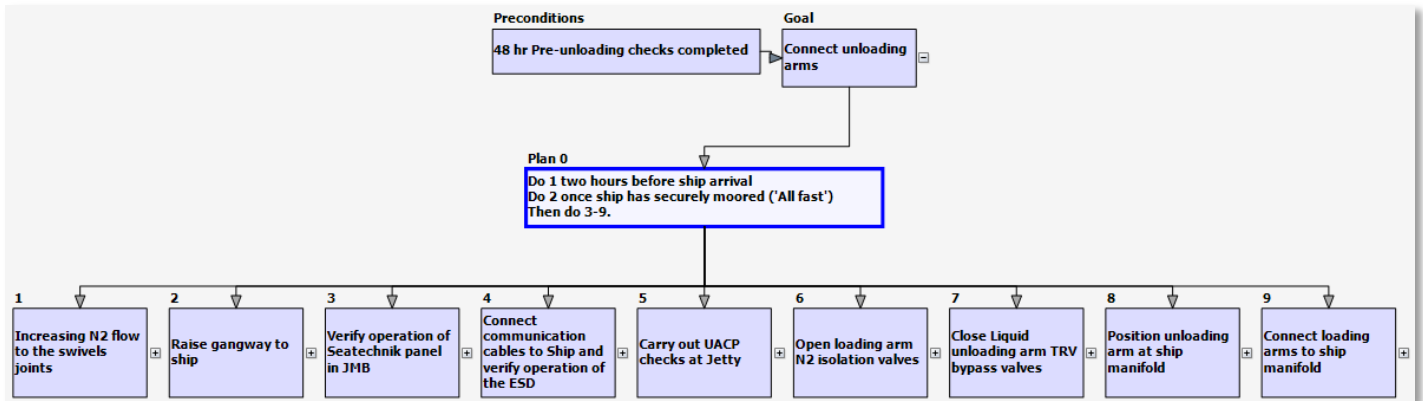 Preconditions
Goal
48 hr Pre-unloading checks completed
Connect unloading
arms
Plan 0
Do 1 two hours before ship arrival
Do 2 once ship has securely moored ('All fast')
Then do 3-9.
1
Increasing N2 flow
to the swivels
joints
2
Raise gangway to
ship
3
Verify operation of
Seatechnik panel
in JMB
4
Connect
communication
cables to Ship and
verify operation of
the ESD
5
Carry out UACP
checks at Jetty
6
Open loading arm
N2 isolation valves
7
Close Liquid
unloading arm TRV
bypass valves
8
Position unloading
arm at ship
manifold
9
Connect loading
arms to ship
manifold